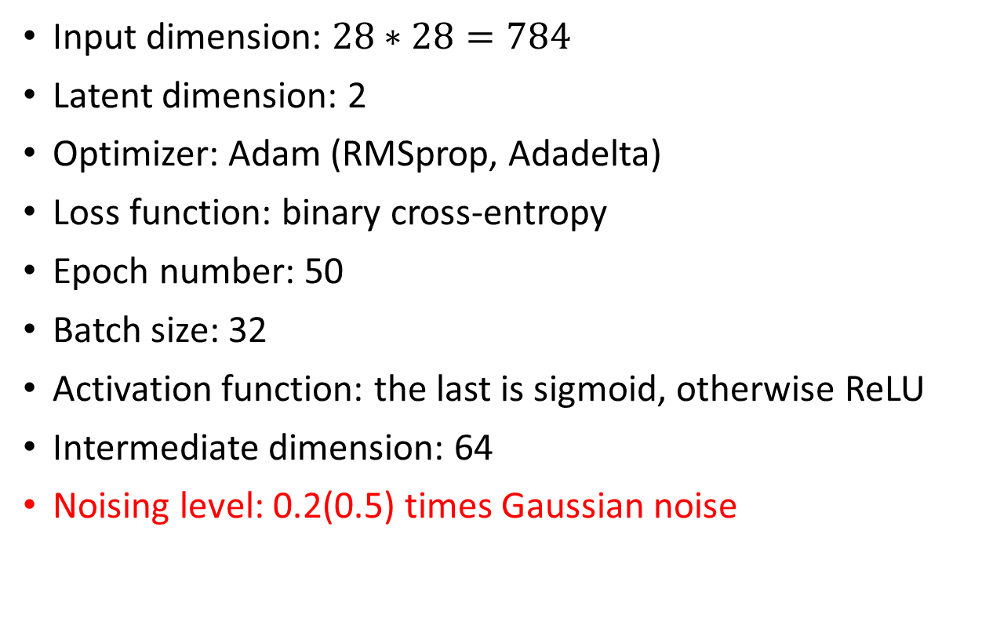 • Input dimension: 28 ∗ 28 = 784
• Latent dimension: 2
• Optimizer: Adam (RMSprop, Adadelta)
• Loss function: binary cross-entropy
• Epoch number: 50
• Batch size: 32
• Activation function: the last is sigmoid, otherwise ReLU
• Intermediate dimension: 64
• Noising level: 0.2(0.5) times Gaussian noise